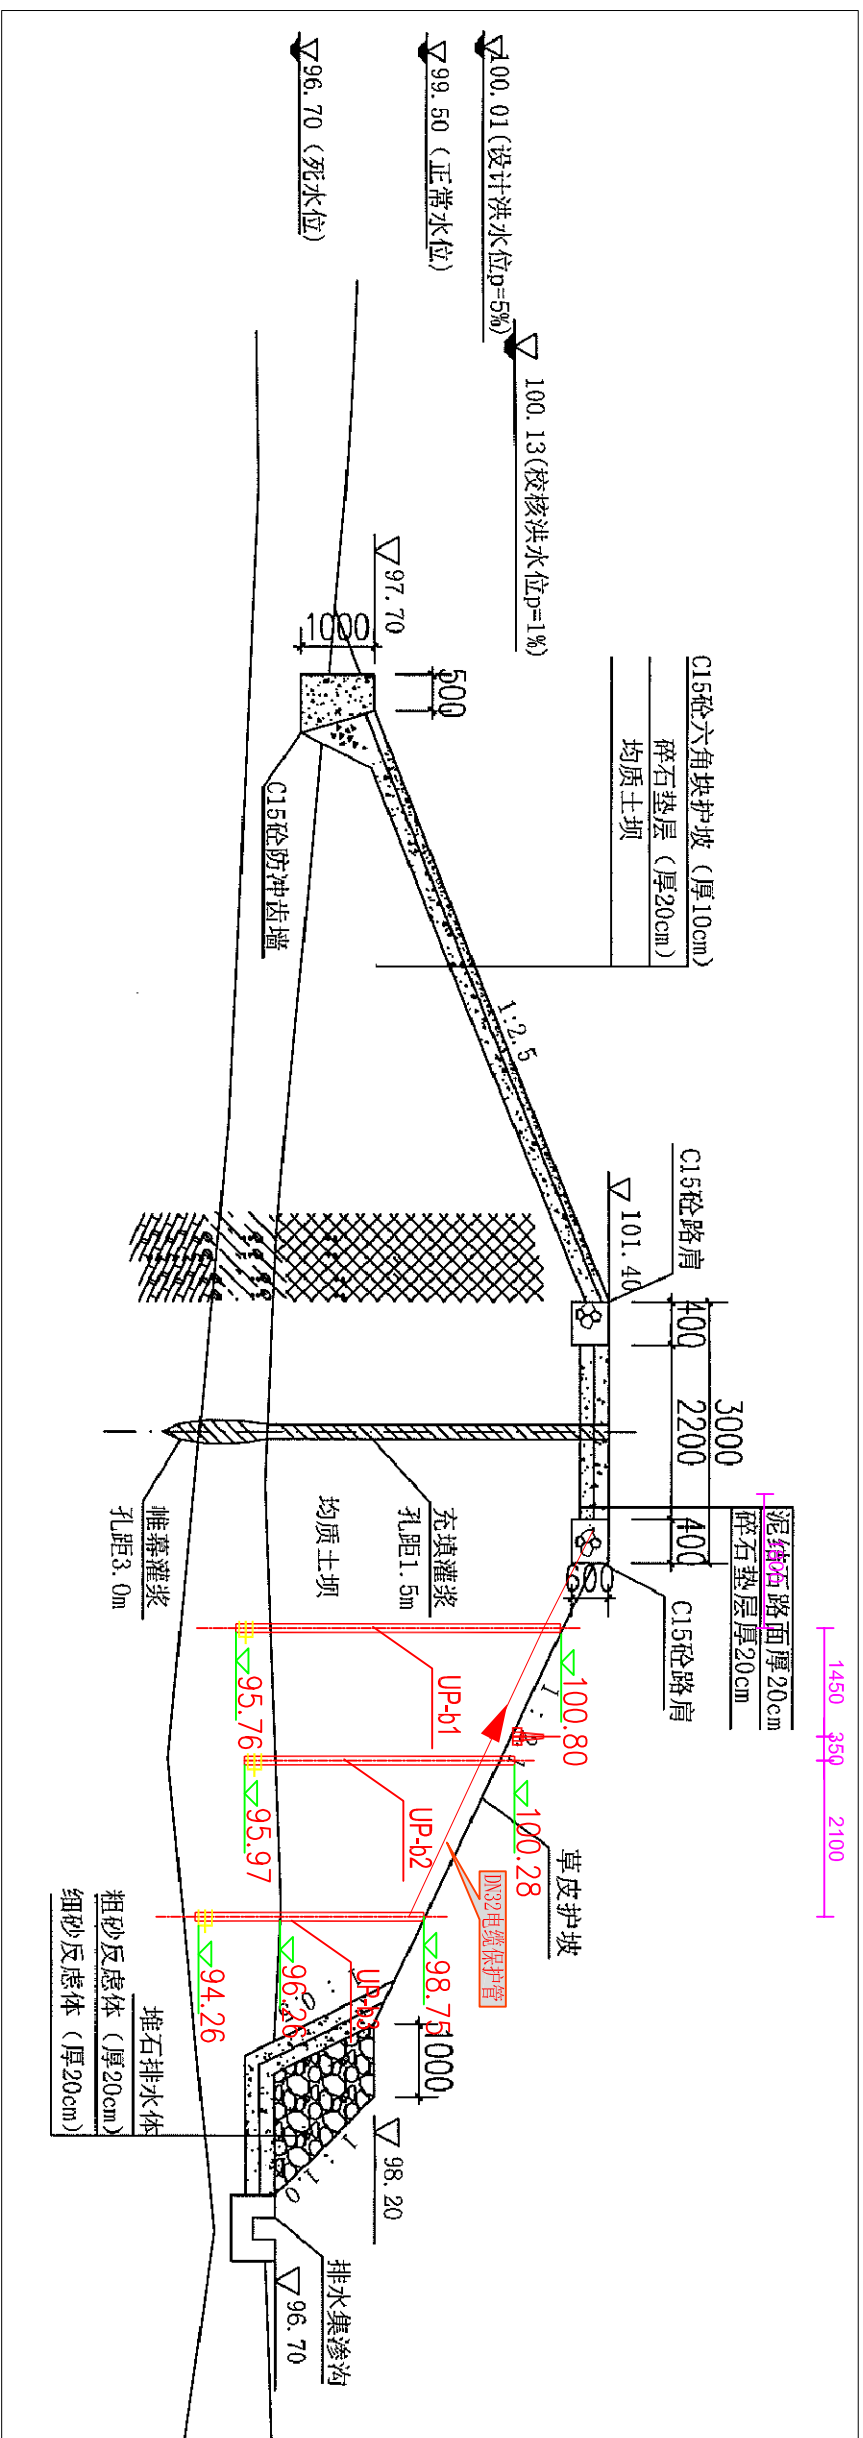 96.70（死水位）
99.50（正常水位）
100.01(设计洪水位p=5%)
100.13(校核洪水位p=1%)
97.70
1000
500
C15砼防冲齿墙
C15砼六角块护坡（厚10cm）
碎石垫层（厚20cm）
均质土坝
1:2.5
C15砼路肩
101.40
400
2200
400
3000
泥结石路面厚20cm
碎石垫层厚20cm
C15砼路肩
充填灌浆
孔距1.5m
均质土坝
帷幕灌浆
孔距3.0m
1450
350
2100
100.80
UP-b1
95.76
100.28
UP-b2
95.97
草皮护坡
DN32电缆保护管
98.75
96.26
94.26
1000
98.20
1:1.0
堆石排水体
粗砂反虑体（厚20cm）
细砂反虑体（厚20cm）
排水集渗沟
96.70